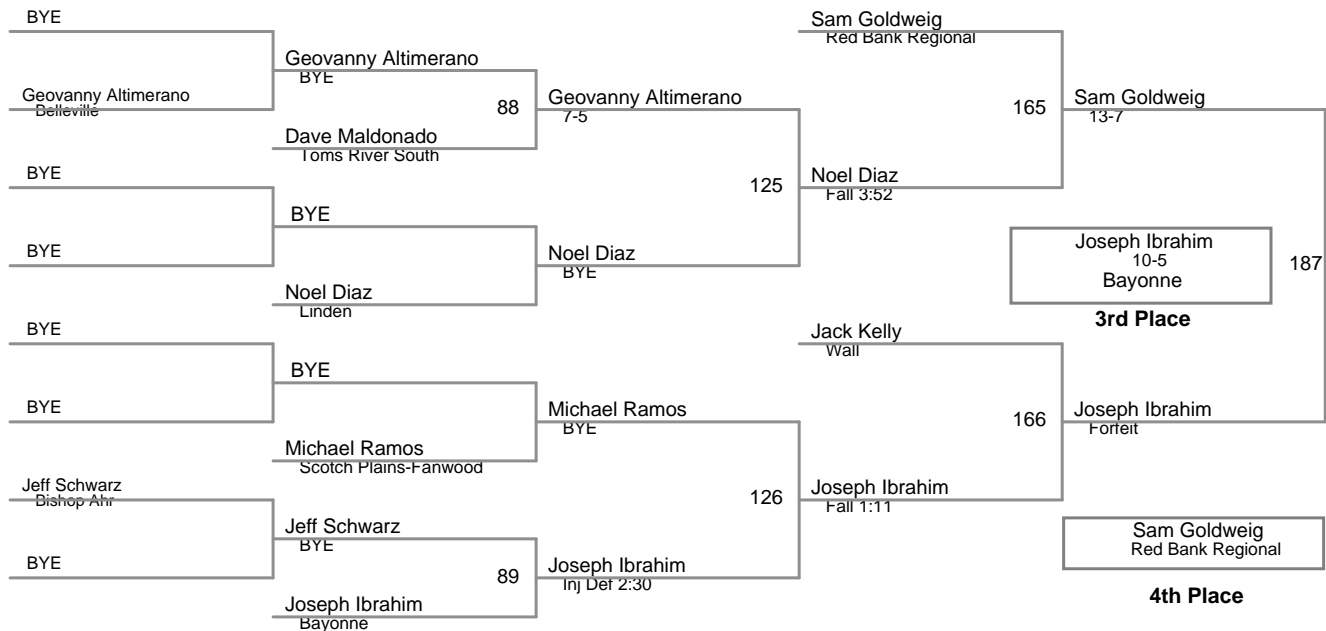 BYE
Geovanny Altimerano
Belleville
BYE
BYE
BYE
BYE
Jeff Schwarz
Bishop Ahr
BYE
Geovanny Altimerano
BYE
Dave Maldonado
Toms River South
88
BYE
Noel Diaz
Linden
BYE
Michael Ramos
Scotch Plains-Fanwood
Jeff Schwarz
BYE
89
Joseph Ibrahim
Bayonne
Geovanny Altimerano
7-5
125
Noel Diaz
BYE
Michael Ramos
BYE
126
Joseph Ibrahim
Inj Def 2:30
Sam Goldweig
Red Bank Regional
165
Noel Diaz
Fall 3:52
Jack Kelly
Wall
166
Joseph Ibrahim
Fall 1:11
Sam Goldweig
13-7
187
Joseph Ibrahim
Forfeit
Joseph Ibrahim
10-5
Bayonne
3rd Place
Sam Goldweig
Red Bank Regional
4th Place